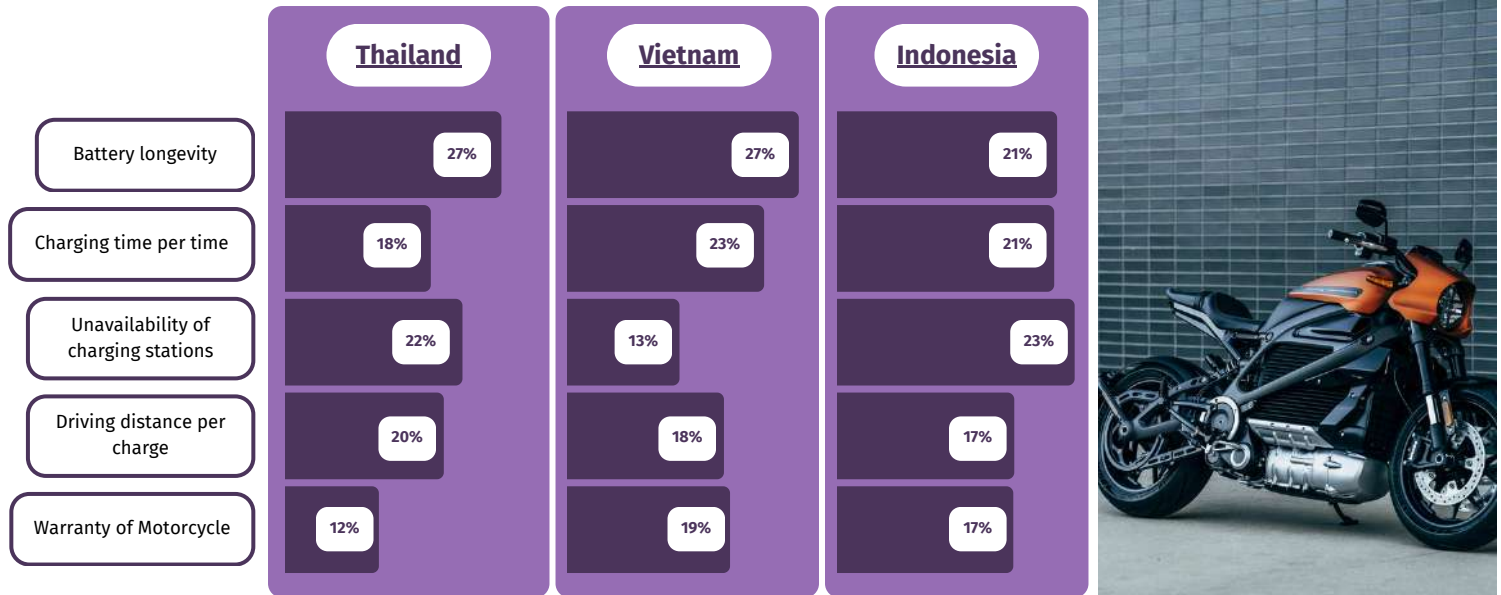 Thailand
Vietnam
Indonesia
Battery longevity
27%
27%
21%
Charging time per time
18%
23%
21%
Unavailability of
charging stations
22%
13%
23%
Driving distance per
charge
20%
18%
17%
Warranty of Motorcycle
12%
19%
17%